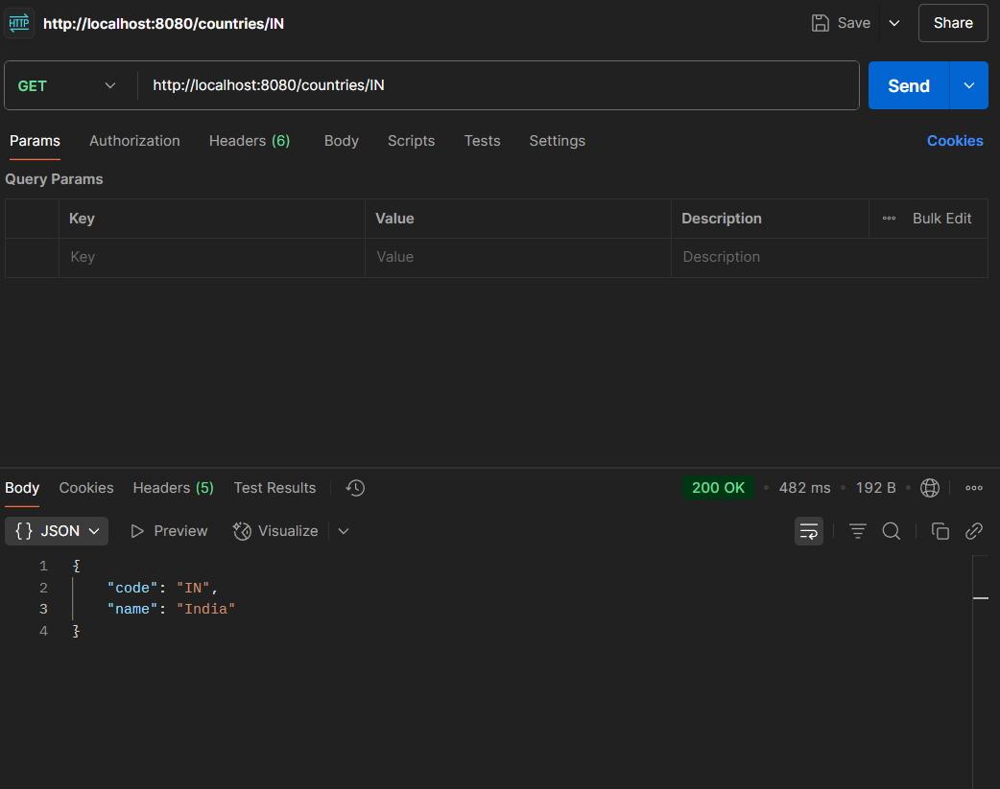 HTTP http://localhost:8080/countries/IN Save Share
GET http://localhost:8080/countries/IN Send
Params Authorization Headers (6) Body Scripts Tests Settings Cookies
Query Params
Key Value Description Bulk Edit
Key Value Description
Body Cookies Headers (5) Test Results 200 OK • 482 ms • 192 B •
{ } JSON Preview Visualize
1 {
2 "code": "IN",
3 "name": "India"
4 }